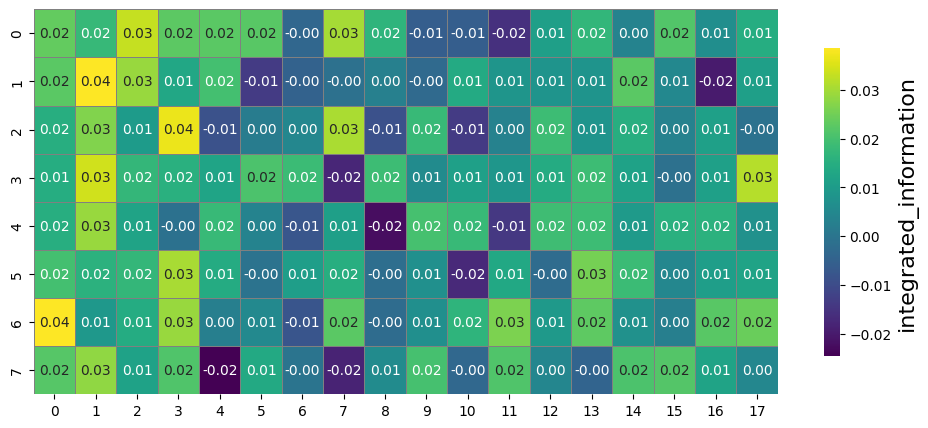 0 0.02 0.02 0.03 0.02 0.02 0.02 -0.00 0.03 0.02 -0.01 -0.01 -0.02 0.01 0.02 0.00 0.02 0.01 0.01
1 0.02 0.04 0.03 0.01 0.02 -0.01 -0.00 -0.00 0.00 -0.00 0.01 0.01 0.01 0.01 0.02 0.01 -0.02 0.01
2 0.02 0.03 0.01 0.04 -0.01 0.00 0.00 0.03 -0.01 0.02 -0.01 0.00 0.02 0.01 0.02 0.00 0.01 -0.00
3 0.01 0.03 0.02 0.02 0.01 0.02 0.02 -0.02 0.02 0.01 0.01 0.01 0.01 0.02 0.01 -0.00 0.01 0.03
4 0.02 0.03 0.01 -0.00 0.02 0.00 -0.01 0.01 -0.02 0.02 0.02 -0.01 0.02 0.02 0.01 0.02 0.02 0.01
5 0.02 0.02 0.02 0.03 0.01 -0.00 0.01 0.02 -0.00 0.01 -0.02 0.01 -0.00 0.03 0.02 0.00 0.01 0.01
6 0.04 0.01 0.01 0.03 0.00 0.01 -0.01 0.02 -0.00 0.01 0.02 0.03 0.01 0.02 0.01 0.00 0.02 0.02
7 0.02 0.03 0.01 0.02 -0.02 0.01 -0.00 -0.02 0.01 0.02 -0.00 0.02 0.00 -0.00 0.02 0.02 0.01 0.00
0 1 2 3 4 5 6 7 8 9 10 11 12 13 14 15 16 17
0.03
0.02
0.01
0.00
-0.01
-0.02
integrated_information